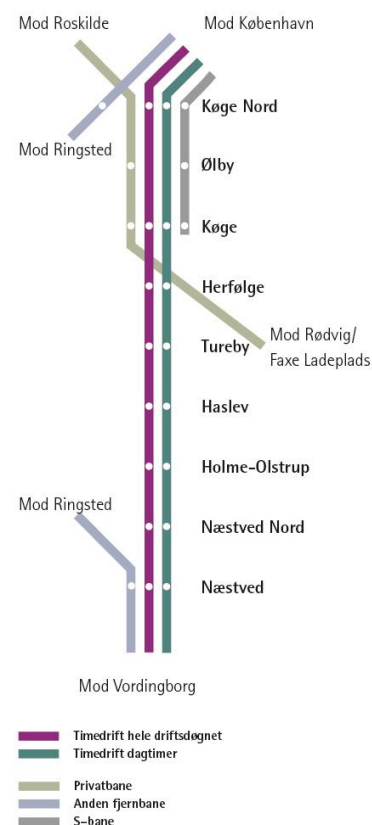 Mod Roskilde
Mod København
Køge Nord
Mod Ringsted
Ølby
Køge
Herfølge
Mod Rødvig/
Faxe Ladeplads
Tureby
Haslev
Holme-Olstrup
Mod Ringsted
Næstved Nord
Næstved
Mod Vordingborg
Timedrift hele driftsdøgnet
Timedrift dagtimer
Privatbane
Anden fjernbane
S-bane